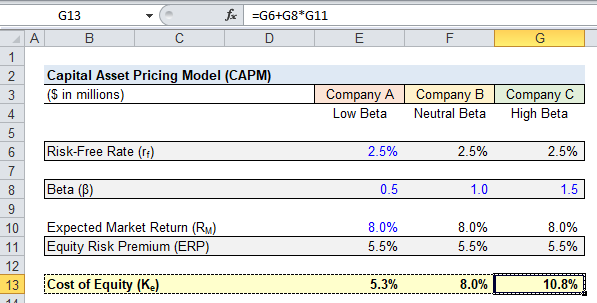 G13 fx =G6+G8*G11
A B C D E F G
1
2 Capital Asset Pricing Model (CAPM)
3 ($ in millions) Company A Company B Company C
4 Low Beta Neutral Beta High Beta
5
6 Risk-Free Rate (rf) 2.5% 2.5% 2.5%
7
8 Beta (β) 0.5 1.0 1.5
9
10 Expected Market Return (RM) 8.0% 8.0% 8.0%
11 Equity Risk Premium (ERP) 5.5% 5.5% 5.5%
12
13 Cost of Equity (Ke) 5.3% 8.0% 10.8%